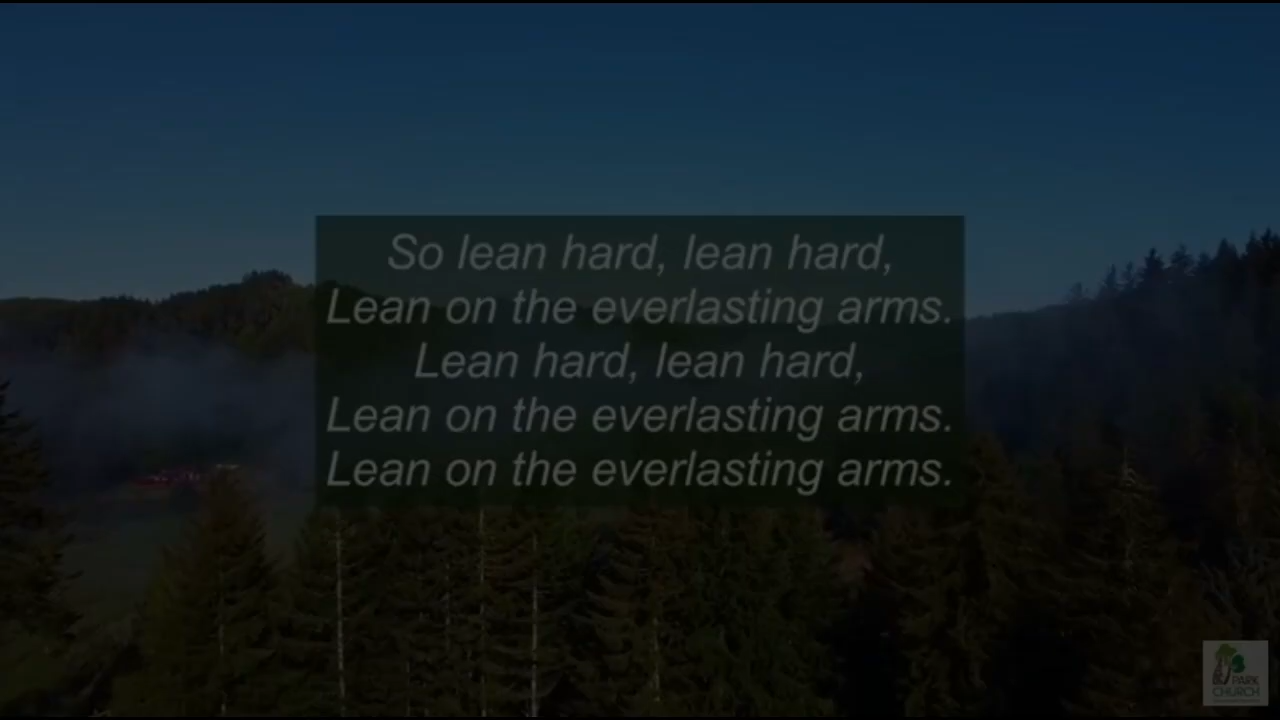 So lean hard, lean hard,
Lean on the everlasting arms.
Lean hard, lean hard,
Lean on the everlasting arms.
Lean on the everlasting arms.
PARK
CHURCH